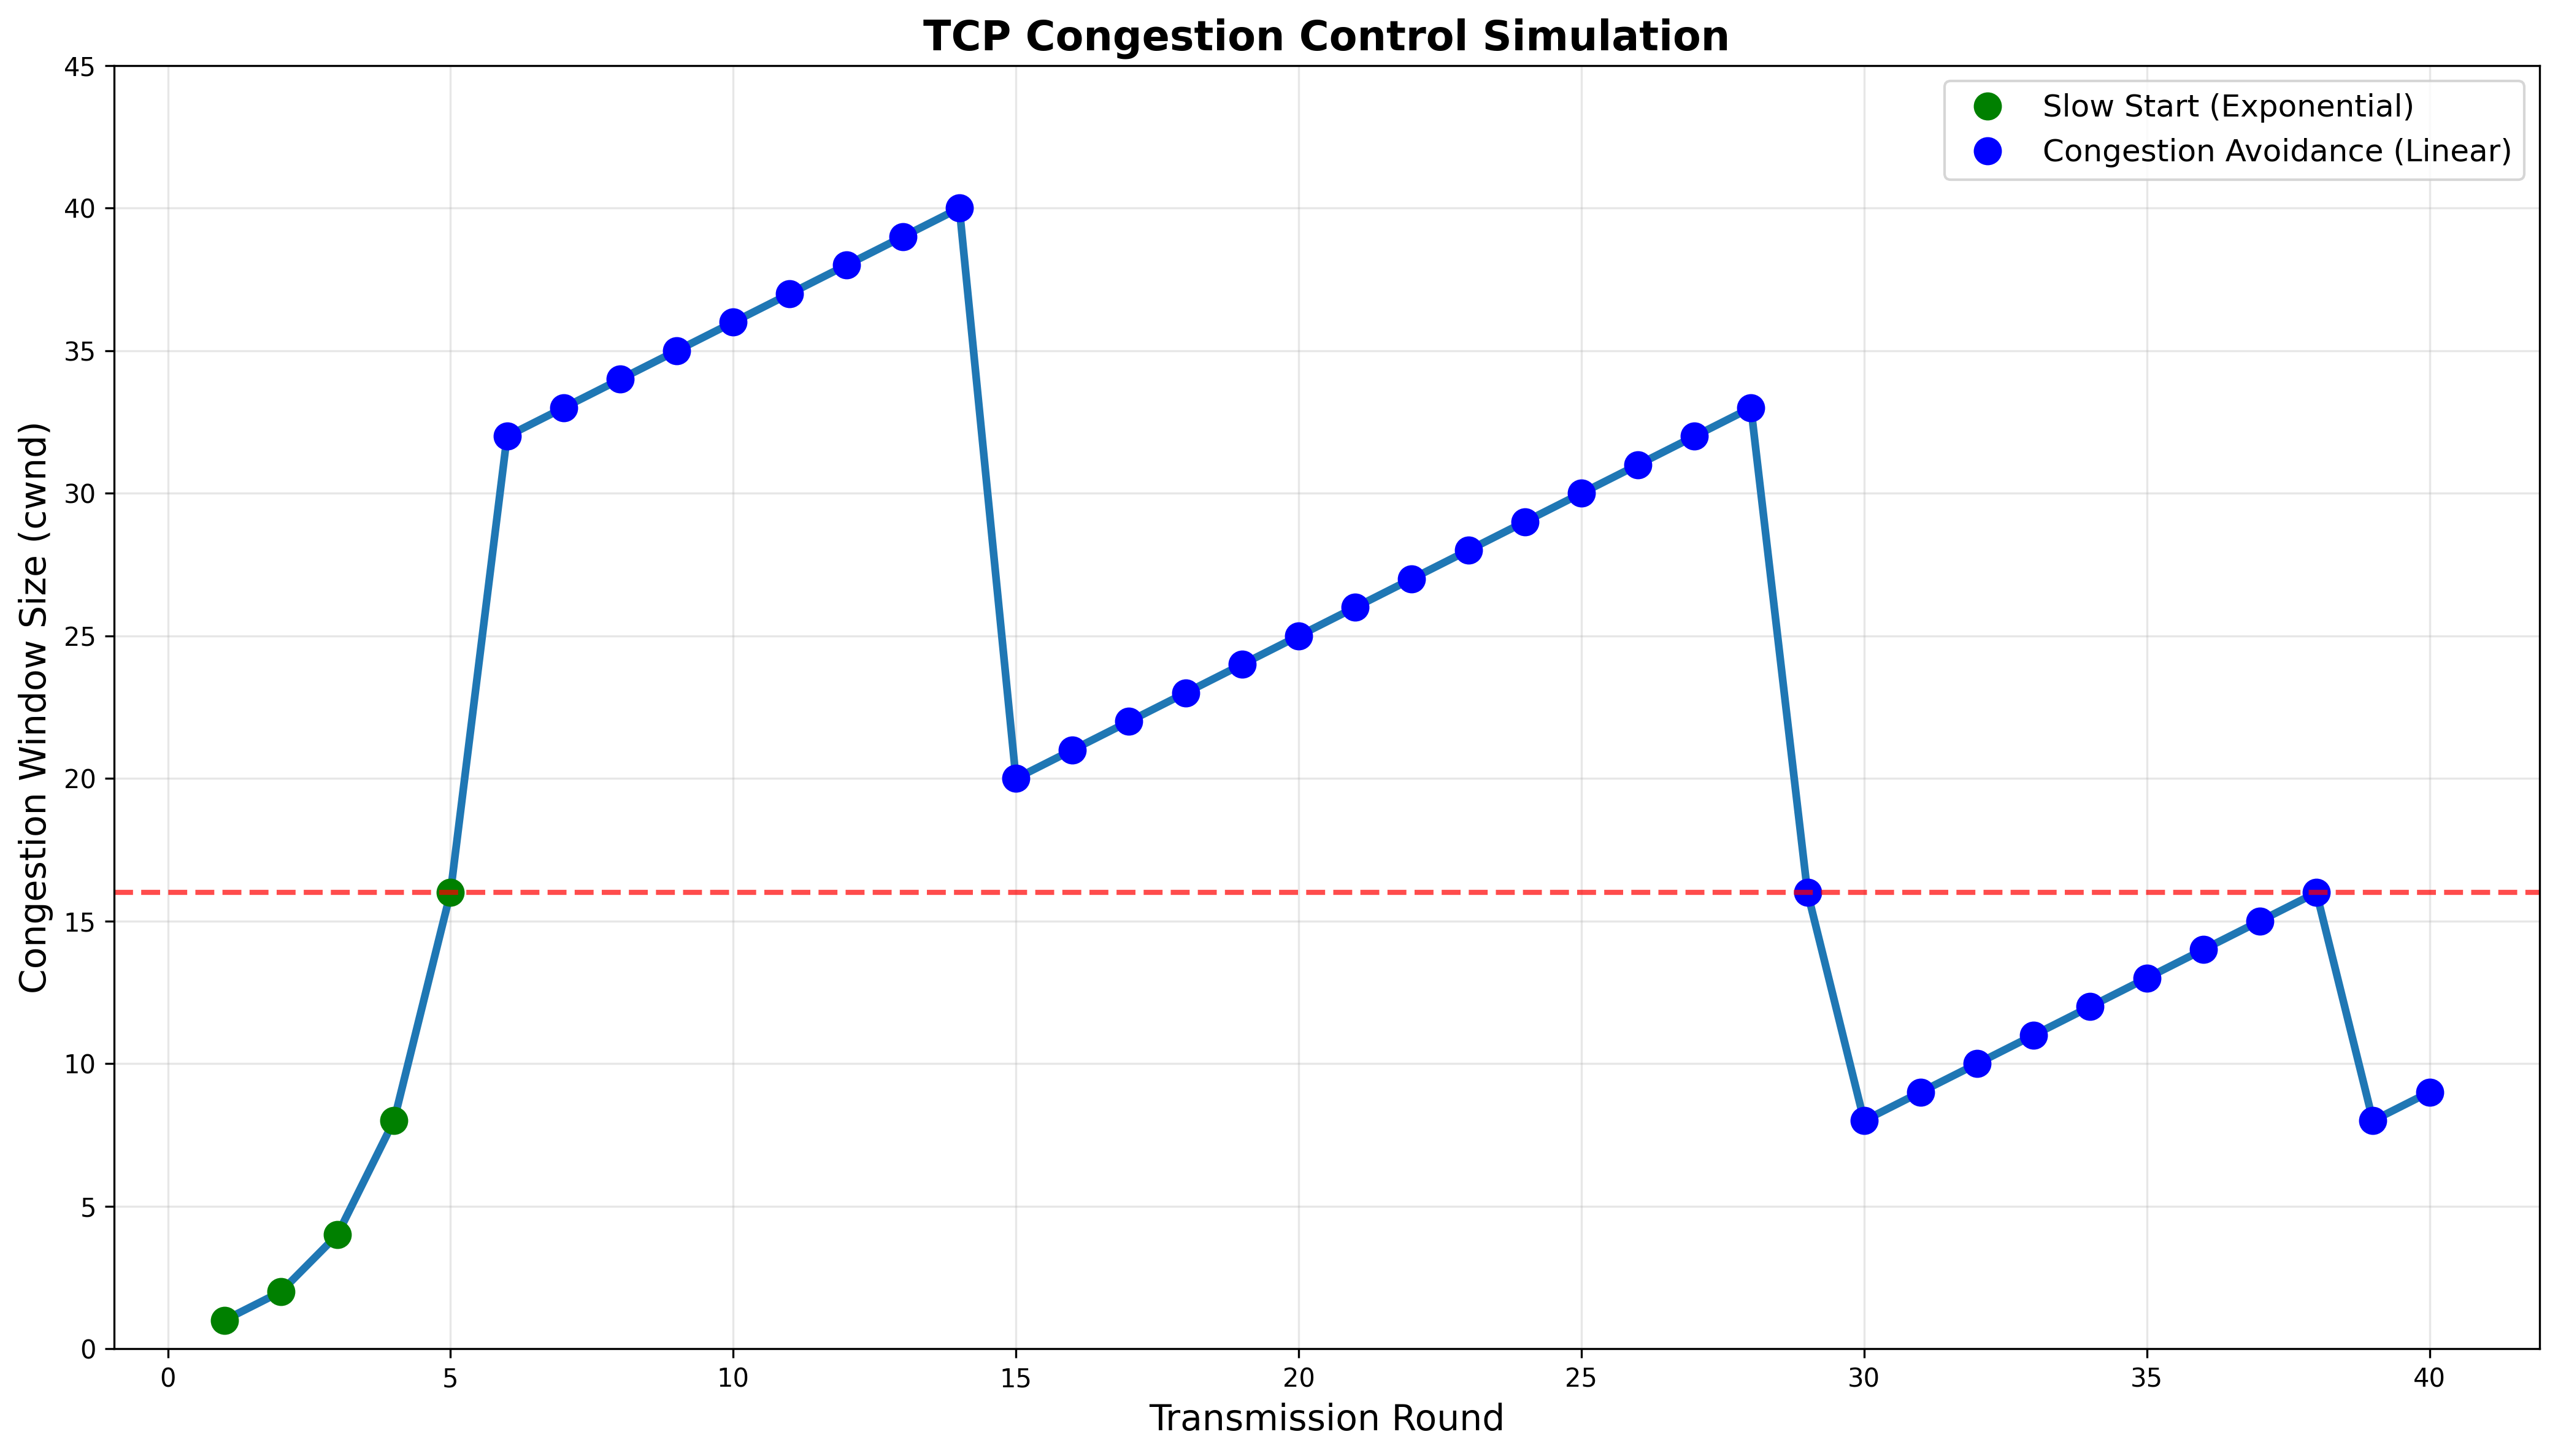 TCP Congestion Control Simulation
45
40
35
30
25
20
15
10
5
0
Congestion Window Size (cwnd)
Slow Start (Exponential)
Congestion Avoidance (Linear)
0 5 10 15 20 25 30 35 40
Transmission Round